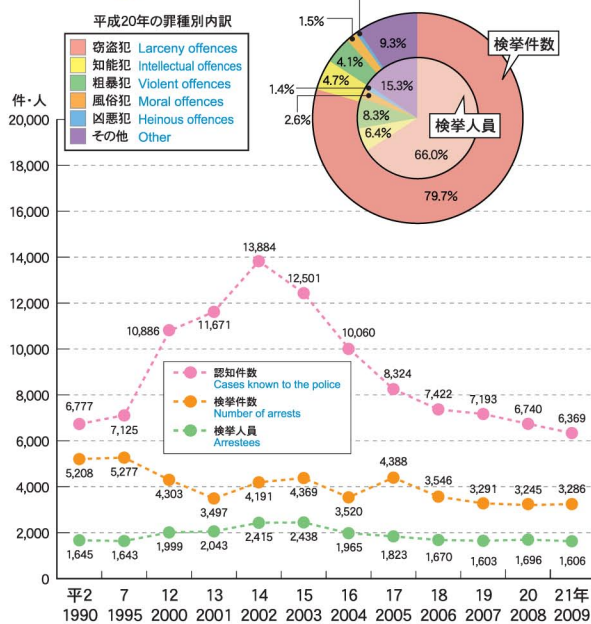 平成20年の罪種別内訳
窃盗犯 Larceny offences
知能犯 Intellectual offences
粗暴犯 Violent offences
風俗犯 Moral offences
凶悪犯 Heinous offences
その他 Other
1.5%
9.3%
4.1%
4.7%
1.4%
2.6%
15.3%
8.3%
6.4%
66.0%
79.7%
検挙件数
検挙人員
件・人
20,000
18,000
16,000
14,000
12,000
10,000
8,000
6,000
4,000
2,000
0
認知件数
Cases known to the police
検挙件数
Number of arrests
検挙人員
Arrestees
6,777 7,125 10,886 11,671 13,884 12,501 10,060 8,324 7,422 7,193 6,740 6,369
5,208 5,277 4,303 3,497 4,191 4,369 3,520 4,388 3,546 3,291 3,245 3,286
1,645 1,643 1,999 2,043 2,415 2,438 1,965 1,823 1,670 1,603 1,696 1,606
平2 7 12 13 14 15 16 17 18 19 20 21年
1990 1995 2000 2001 2002 2003 2004 2005 2006 2007 2008 2009